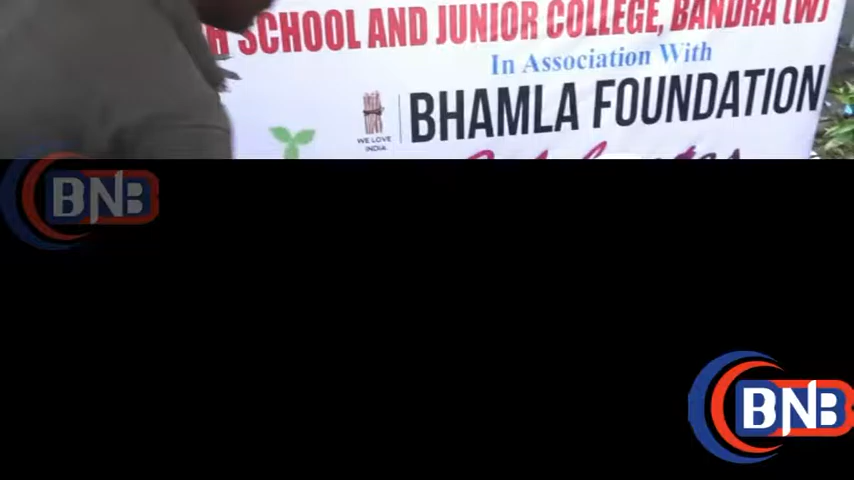 H SCHOOL AND JUNIOR COLLEGE, BANDRA (W)
In Association With
WE LOVE
INDIA
BHAMLA FOUNDATION
BNB
BNB